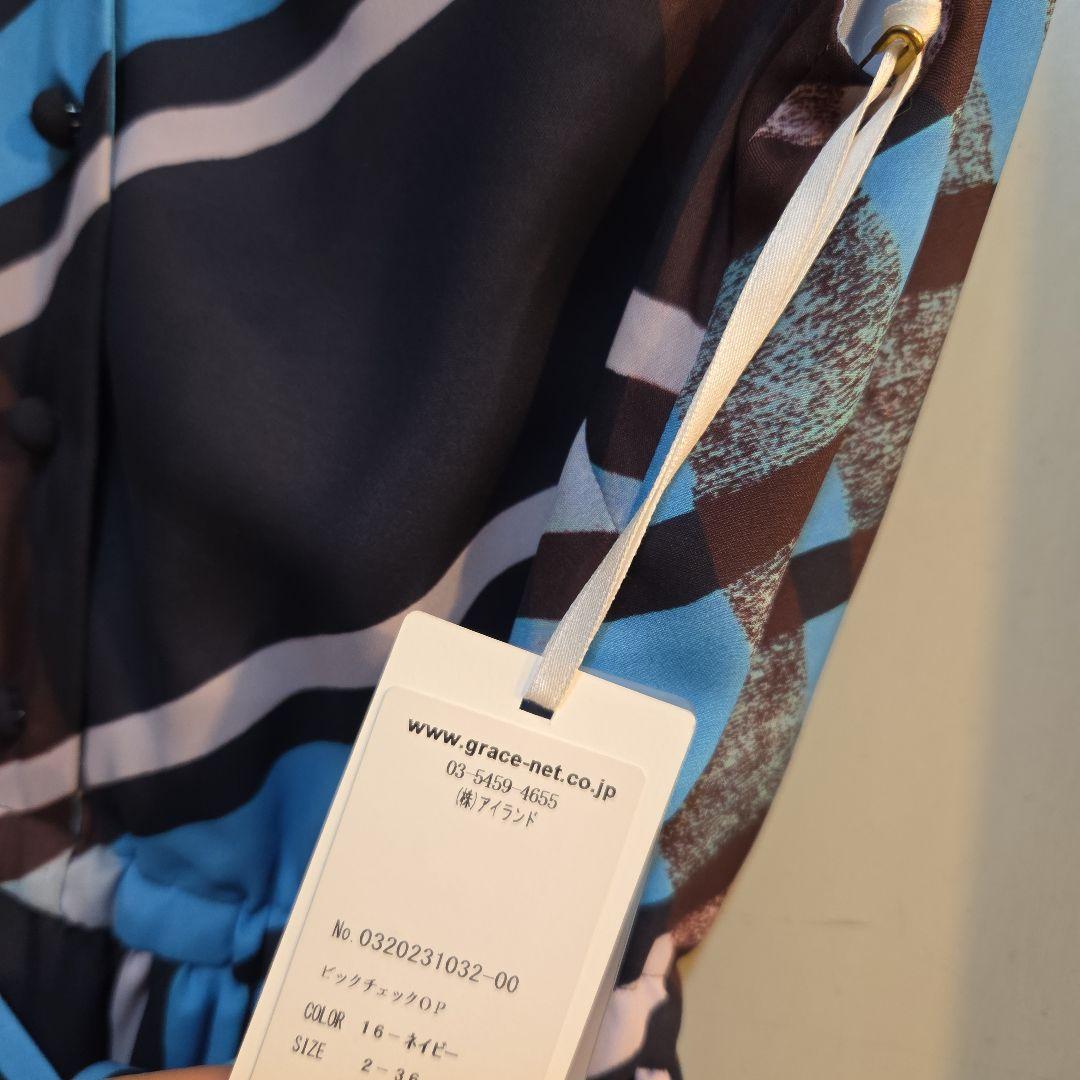 www.grace-net.co.jp
03-5459-4655
(株)アイランド
No. 0320231032-00
ビックチェックOP
COLOR 16-ネイビー
SIZE 2-36